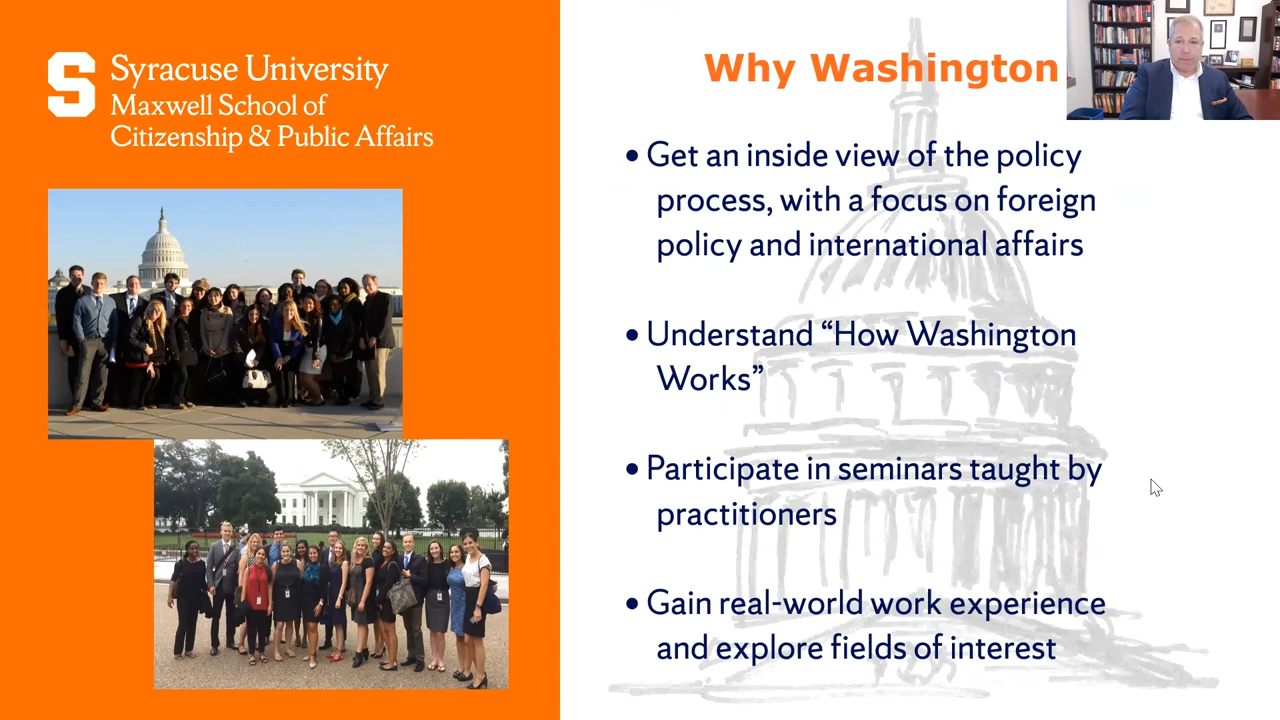 Syracuse University
Maxwell School of
Citizenship & Public Affairs
Why Washington
• Get an inside view of the policy
process, with a focus on foreign
policy and international affairs
• Understand “How Washington
Works”
• Participate in seminars taught by
practitioners
• Gain real-world work experience
and explore fields of interest